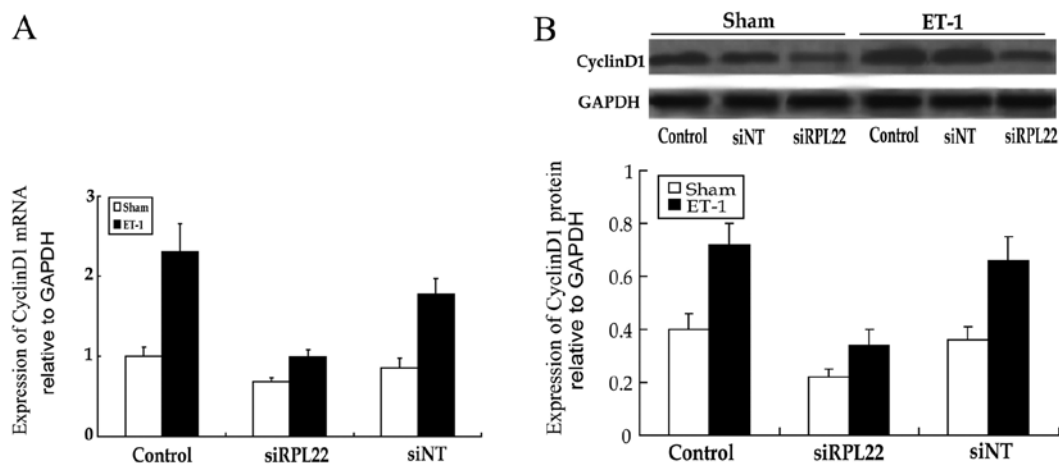 A
Expression of CyclinD1 mRNA
relative to GAPDH
3
2
1
0
Sham
ET-1
Control siRPL22 siNT
B
Sham ET-1
CyclinD1
GAPDH
Control siNT siRPL22 Control siNT siRPL22
Expression of CyclinD1 protein
relative to GAPDH
1
0.8
0.6
0.4
0.2
0
Sham
ET-1
Control siRPL22 siNT